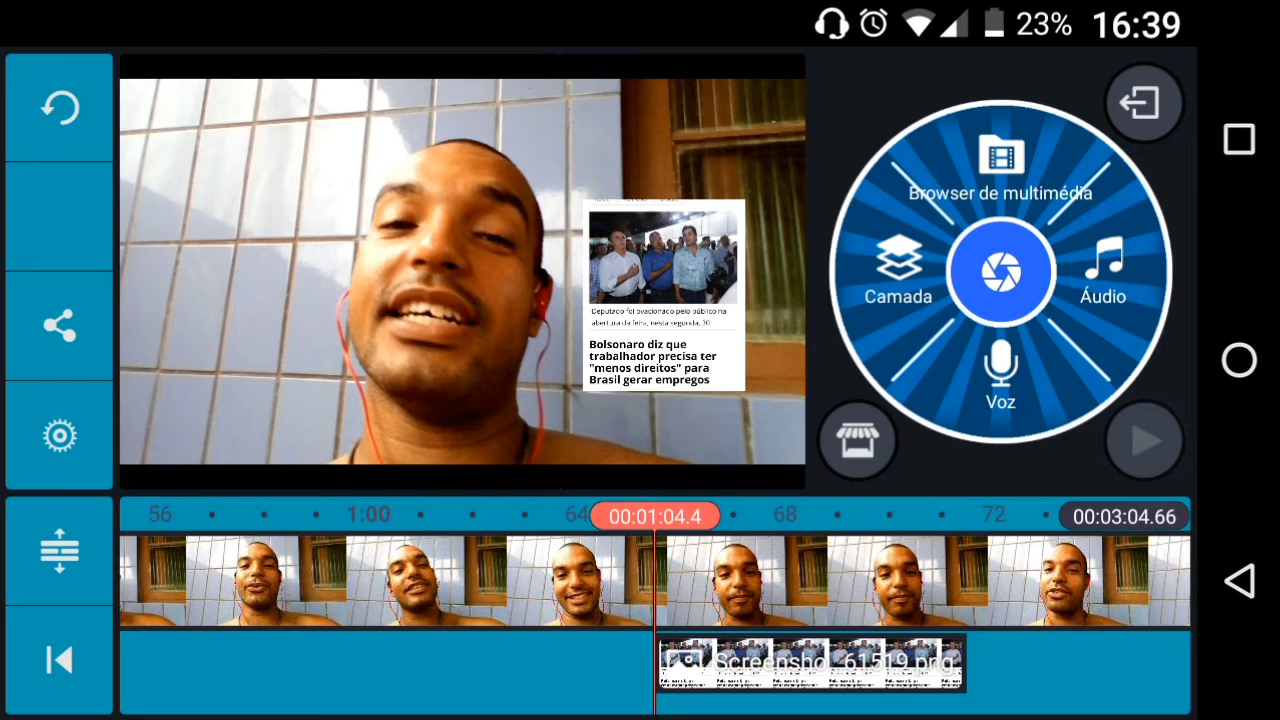 23% 16:39
Browser de multimédia
Camada
Áudio
Voz
Deputado foi ovacionado pelo público na
abertura da feira, nesta segunda, 30
Bolsonaro diz que
trabalhador precisa ter
"menos direitos" para
Brasil gerar empregos
56 1:00 64 00:01:04.4 68 72 00:03:04.66